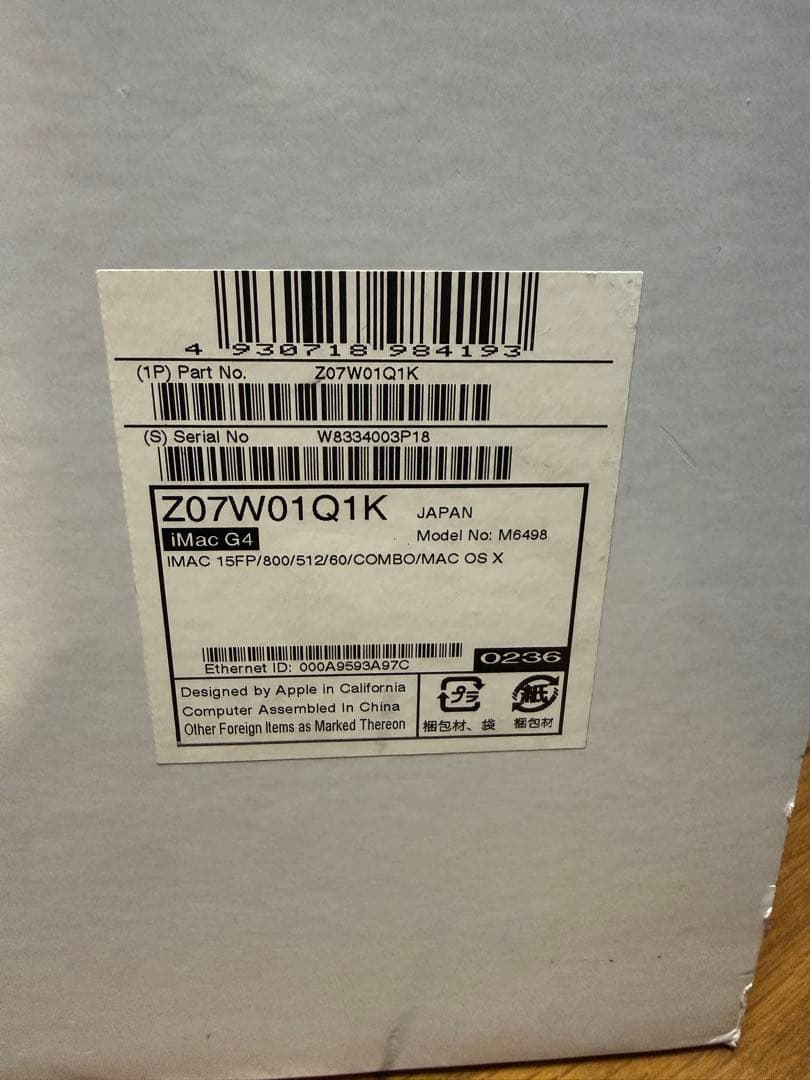 4 930718 984193
(1P) Part No. Z07W01Q1K
(S) Serial No W8334003P18
Z07W01Q1K JAPAN
iMac G4 Model No: M6498
IMAC 15FP/800/512/60/COMBO/MAC OS X
Ethernet ID: 000A9593A97C
0236
Designed by Apple in California
Computer Assembled In China
Other Foreign Items as Marked Thereon
プラ 紙
梱包材、袋 梱包材